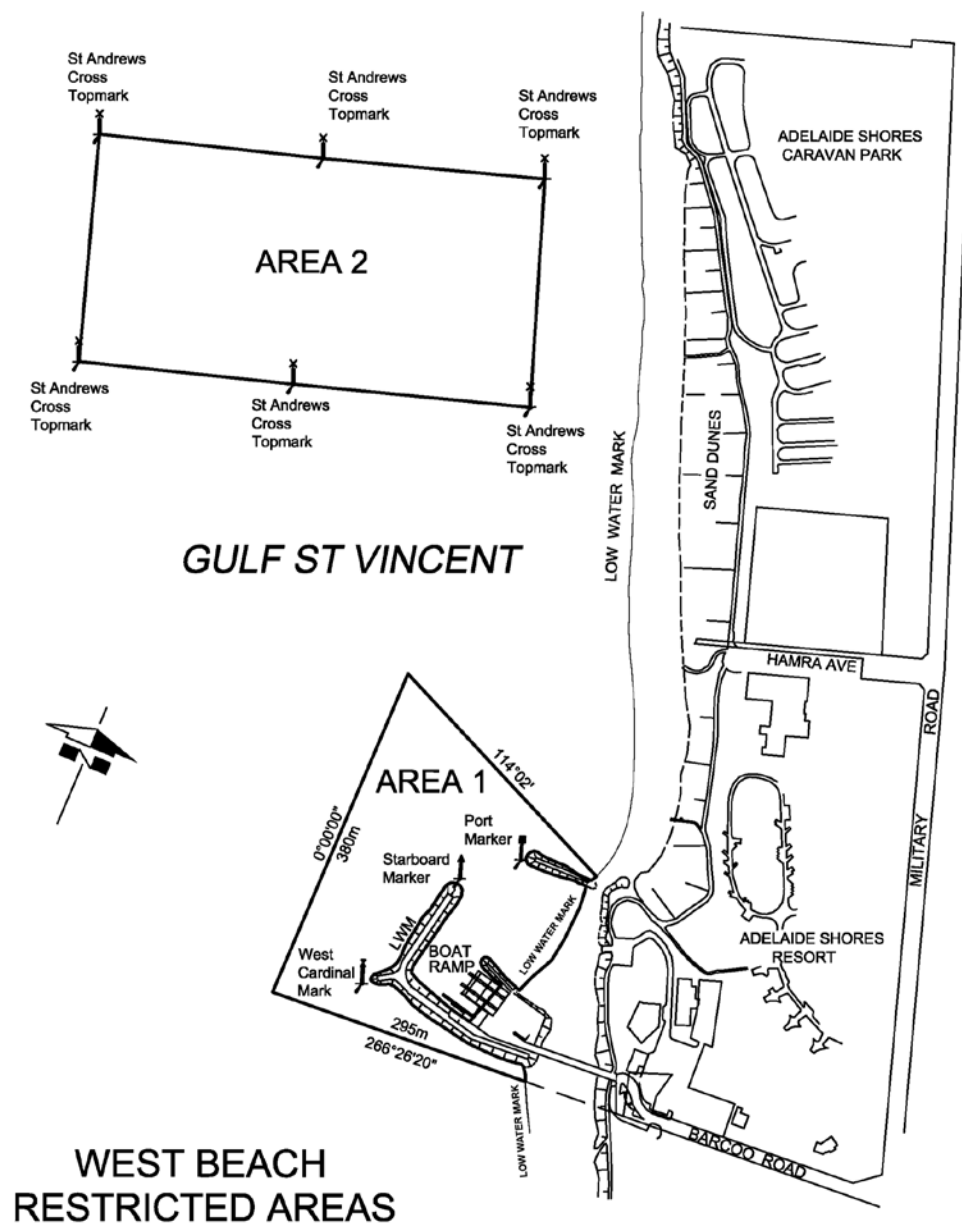 St Andrews
Cross
Topmark
St Andrews
Cross
Topmark
St Andrews
Cross
Topmark
ADELAIDE SHORES
CARAVAN PARK
AREA 2
St Andrews
Cross
Topmark
St Andrews
Cross
Topmark
St Andrews
Cross
Topmark
LOW WATER MARK
SAND DUNES
GULF ST VINCENT
HAMRA AVE
MILITARY ROAD
AREA 1
114°02'
0°00'00"
380m
Port
Marker
Starboard
Marker
LWM
BOAT
RAMP
LOW WATER MARK
West
Cardinal
Mark
ADELAIDE SHORES
RESORT
295m
266°26'20"
LOW WATER MARK
BARCOO ROAD
WEST BEACH
RESTRICTED AREAS